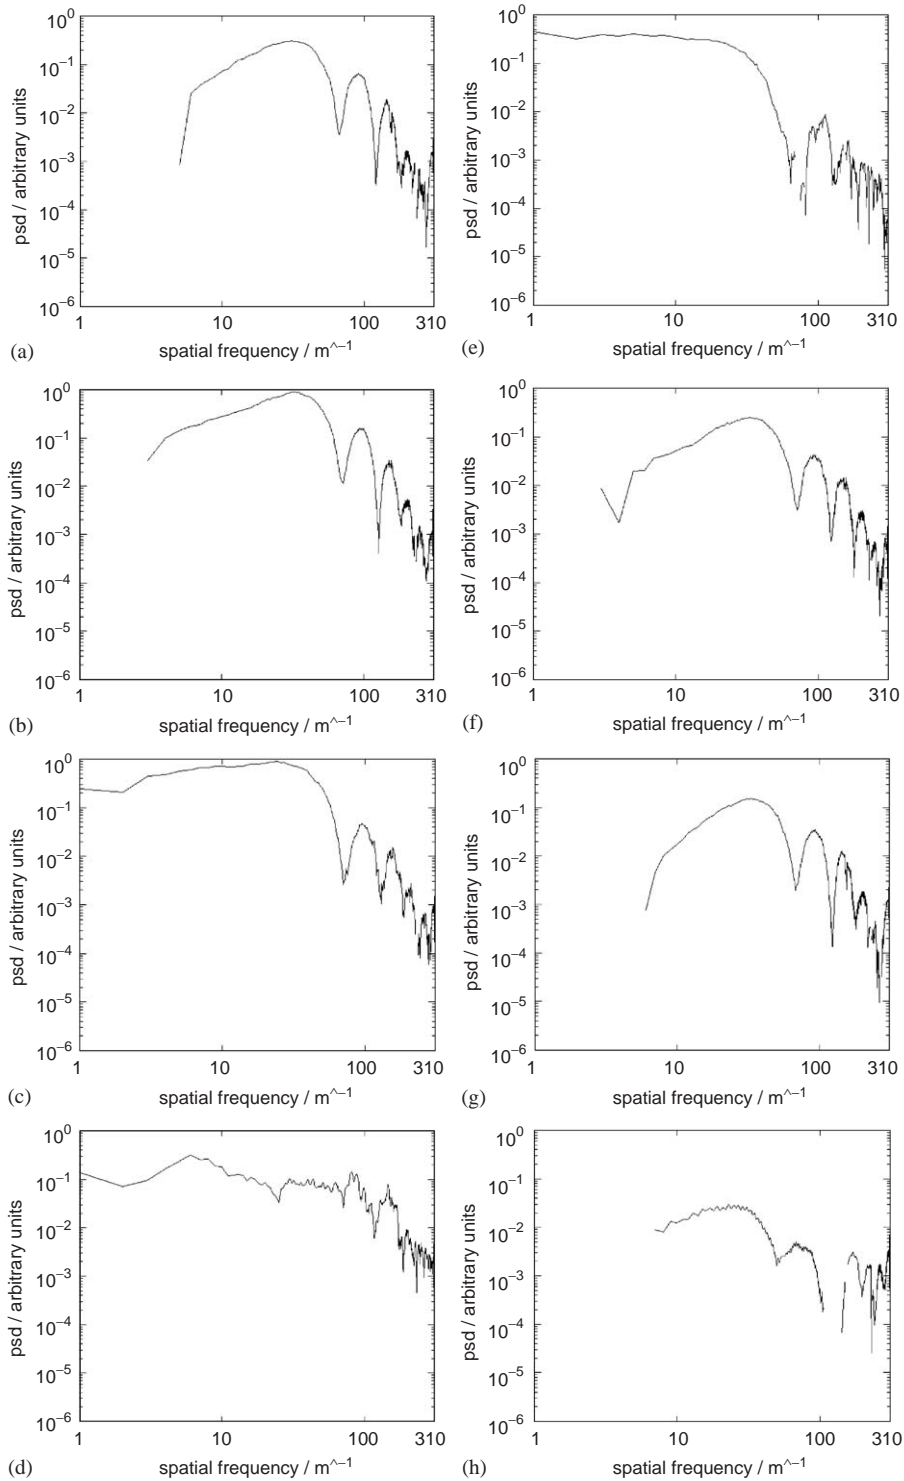 10^0
10^−1
10^−2
10^−3
10^−4
10^−5
10^−6
psd / arbitrary units
1 10 100 310
(a) spatial frequency / m^−1
10^0
10^−1
10^−2
10^−3
10^−4
10^−5
10^−6
psd / arbitrary units
1 10 100 310
(e) spatial frequency / m^−1
10^0
10^−1
10^−2
10^−3
10^−4
10^−5
10^−6
psd / arbitrary units
1 10 100 310
(b) spatial frequency / m^−1
10^0
10^−1
10^−2
10^−3
10^−4
10^−5
10^−6
psd / arbitrary units
1 10 100 310
(f) spatial frequency / m^−1
10^0
10^−1
10^−2
10^−3
10^−4
10^−5
10^−6
psd / arbitrary units
1 10 100 310
(c) spatial frequency / m^−1
10^0
10^−1
10^−2
10^−3
10^−4
10^−5
10^−6
psd / arbitrary units
1 10 100 310
(g) spatial frequency / m^−1
10^0
10^−1
10^−2
10^−3
10^−4
10^−5
10^−6
psd / arbitrary units
1 10 100 310
(d) spatial frequency / m^−1
10^0
10^−1
10^−2
10^−3
10^−4
10^−5
10^−6
psd / arbitrary units
1 10 100 310
(h) spatial frequency / m^−1